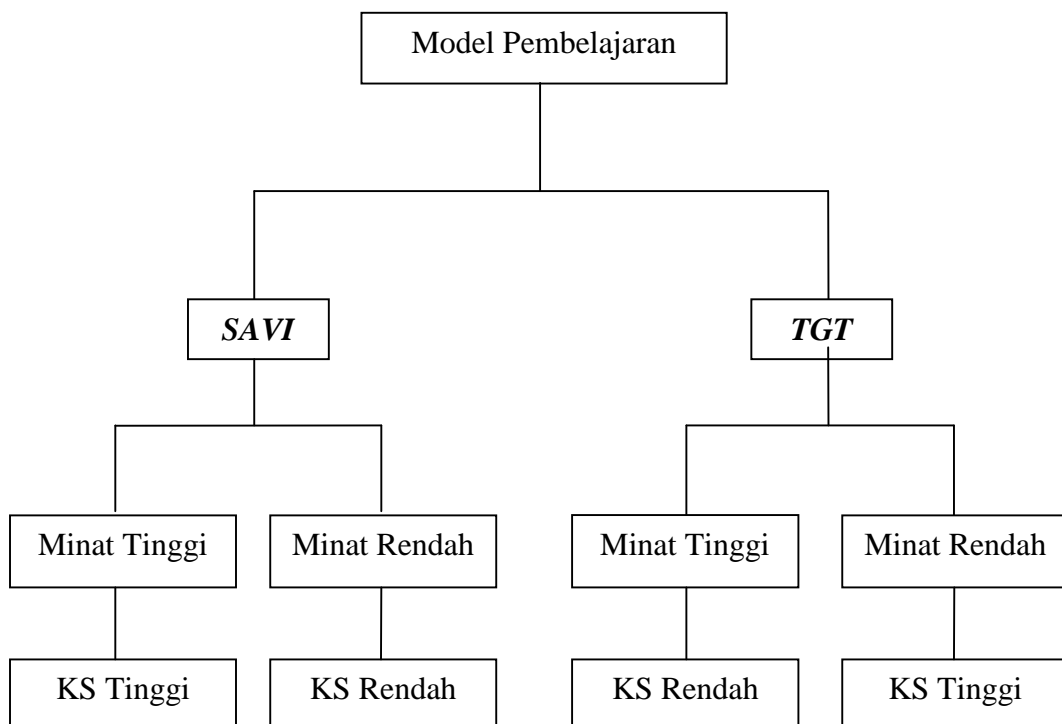 Model Pembelajaran
SAVI
TGT
Minat Tinggi
Minat Rendah
Minat Tinggi
Minat Rendah
KS Tinggi
KS Rendah
KS Rendah
KS Tinggi